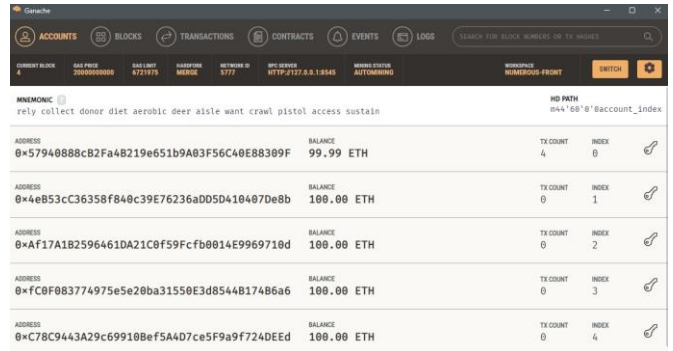 Ganache
ACCOUNTS BLOCKS TRANSACTIONS CONTRACTS EVENTS LOGS SEARCH FOR BLOCK NUMBERS OR TX HASHES
CURRENT BLOCK GAS PRICE GAS LIMIT HARDFORK NETWORK ID RPC SERVER MINING STATUS WORKSPACE SWITCH
4 20000000000 6721975 MERGE 5777 HTTP://127.0.0.1:8545 AUTOMINING NUMEROUS-FRONT
MNEMONIC ? HD PATH
rely collect donor diet aerobic deer aisle want crawl pistol access sustain m44'60'0'0account_index
ADDRESS BALANCE TX COUNT INDEX
0×57940888cB2Fa4B219e651b9A03F56C40E88309F 99.99 ETH 4 0
ADDRESS BALANCE TX COUNT INDEX
0×4eB53cC36358f840c39E76236aDD5D410407De8b 100.00 ETH 0 1
ADDRESS BALANCE TX COUNT INDEX
0×Af17A1B2596461DA21C0f59Fcfb0014E9969710d 100.00 ETH 0 2
ADDRESS BALANCE TX COUNT INDEX
0×fC0F083774975e5e20ba31550E3d8544B174B6a6 100.00 ETH 0 3
ADDRESS BALANCE TX COUNT INDEX
0×C78C9443A29c69910Bef5A4D7ce5F9a9f724DEEd 100.00 ETH 0 4